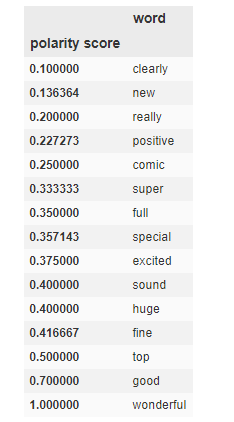 word
polarity score
0.100000 clearly
0.136364 new
0.200000 really
0.227273 positive
0.250000 comic
0.333333 super
0.350000 full
0.357143 special
0.375000 excited
0.400000 sound
0.400000 huge
0.416667 fine
0.500000 top
0.700000 good
1.000000 wonderful